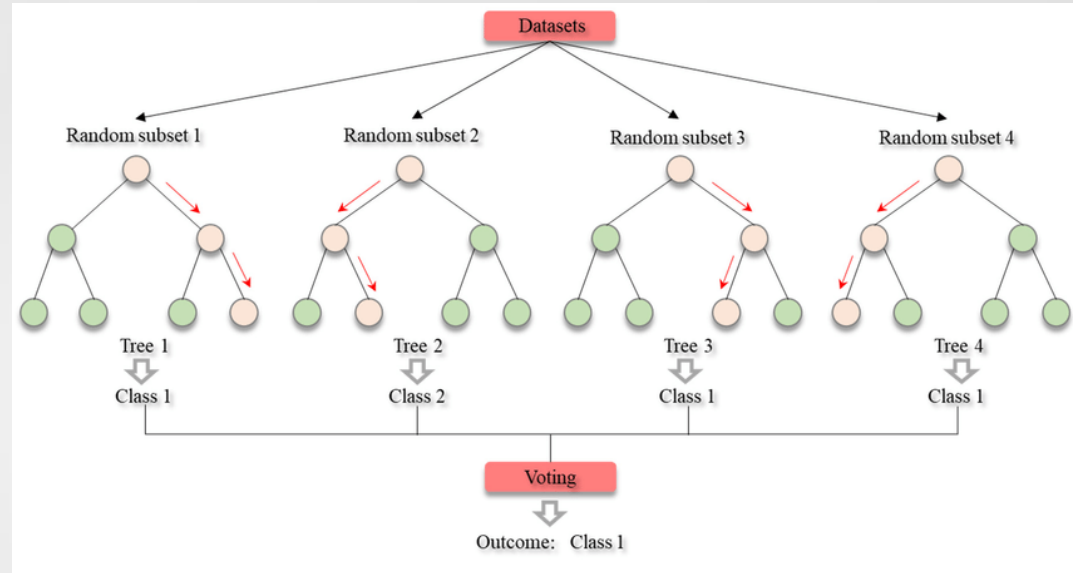 Datasets
Random subset 1
Random subset 2
Random subset 3
Random subset 4
Tree 1
Tree 2
Tree 3
Tree 4
Class 1
Class 2
Class 1
Class 1
Voting
Outcome: Class 1